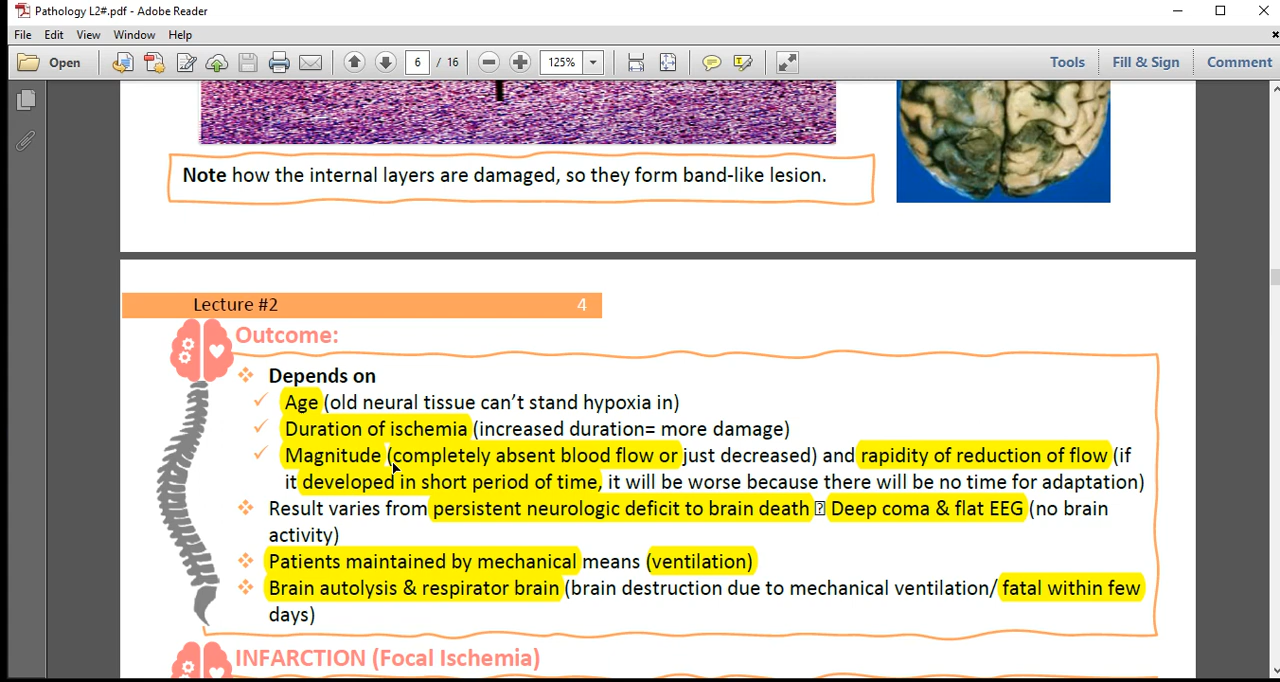 Pathology L2#.pdf - Adobe Reader
File Edit View Window Help
Open 6 / 16 125% Tools Fill & Sign Comment
Note how the internal layers are damaged, so they form band-like lesion.
Lecture #2 4
Outcome:
Depends on
Age (old neural tissue can’t stand hypoxia in)
Duration of ischemia (increased duration= more damage)
Magnitude (completely absent blood flow or just decreased) and rapidity of reduction of flow (if
it developed in short period of time, it will be worse because there will be no time for adaptation)
Result varies from persistent neurologic deficit to brain death Deep coma & flat EEG (no brain
activity)
Patients maintained by mechanical means (ventilation)
Brain autolysis & respirator brain (brain destruction due to mechanical ventilation/ fatal within few
days)
INFARCTION (Focal Ischemia)